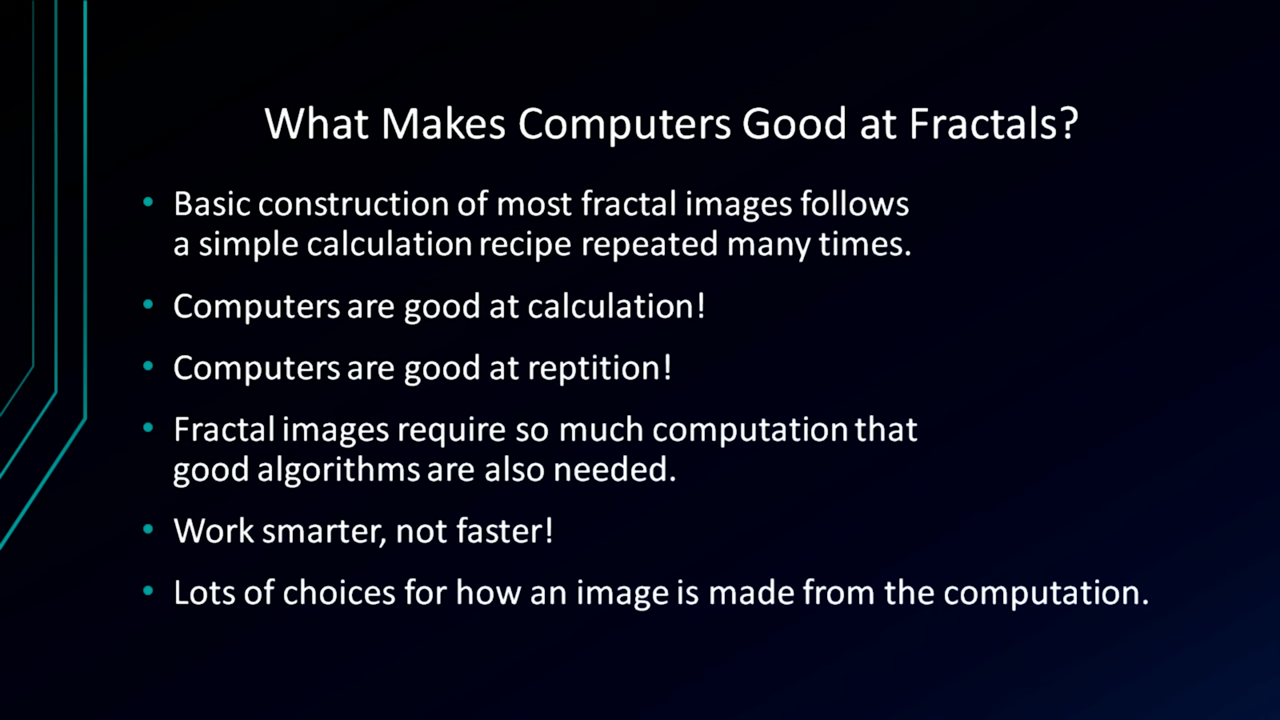 What Makes Computers Good at Fractals?
• Basic construction of most fractal images follows
a simple calculation recipe repeated many times.
• Computers are good at calculation!
• Computers are good at reptition!
• Fractal images require so much computation that
good algorithms are also needed.
• Work smarter, not faster!
• Lots of choices for how an image is made from the computation.